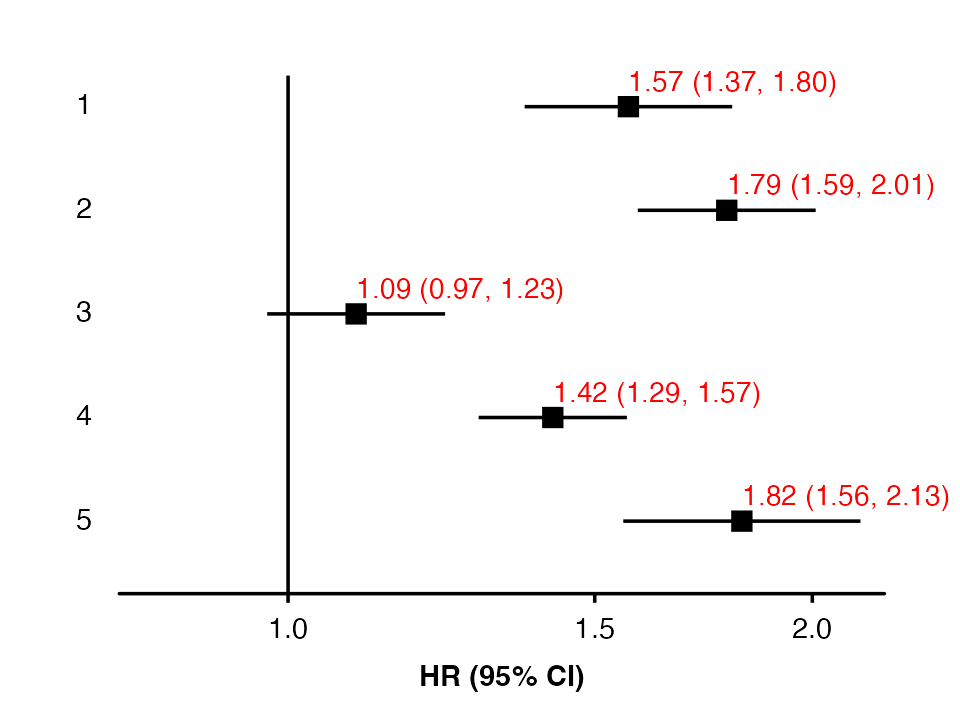 1.57 (1.37, 1.80)
1
1.79 (1.59, 2.01)
2
1.09 (0.97, 1.23)
3
1.42 (1.29, 1.57)
4
1.82 (1.56, 2.13)
5
1.0 1.5 2.0
HR (95% CI)